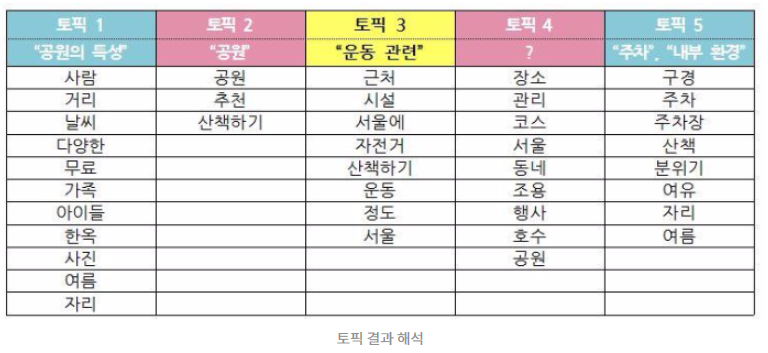 토픽 1 토픽 2 토픽 3 토픽 4 토픽 5
"공원의 특성" "공원" "운동 관련" ? "주차", "내부 환경"
사람 공원 근처 장소 구경
거리 추천 시설 관리 주차
날씨 산책하기 서울에 코스 주차장
다양한 자전거 서울 산책
무료 산책하기 동네 분위기
가족 운동 조용 여유
아이들 정도 행사 자리
한옥 서울 호수 여름
사진 공원
여름
자리
토픽 결과 해석